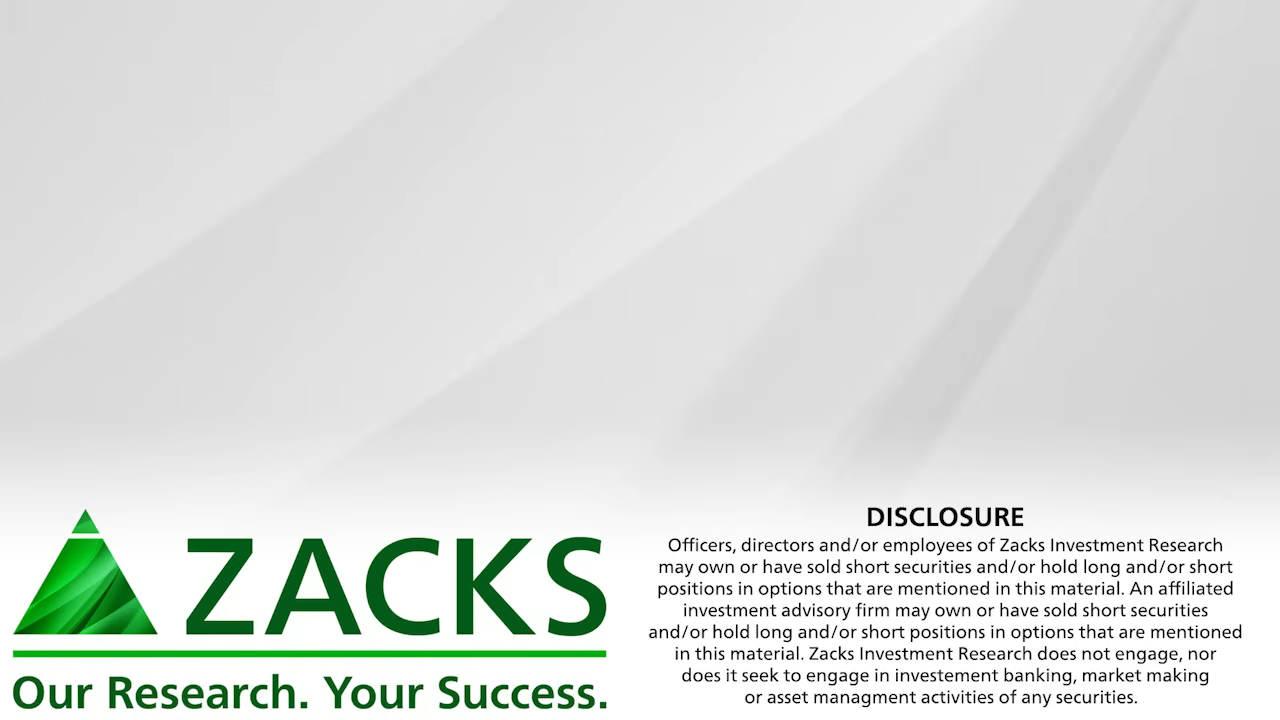 ZACKS
Our Research. Your Success.
DISCLOSURE
Officers, directors and/or employees of Zacks Investment Research
may own or have sold short securities and/or hold long and/or short
positions in options that are mentioned in this material. An affiliated
investment advisory firm may own or have sold short securities
and/or hold long and/or short positions in options that are mentioned
in this material. Zacks Investment Research does not engage, nor
does it seek to engage in investement banking, market making
or asset managment activities of any securities.